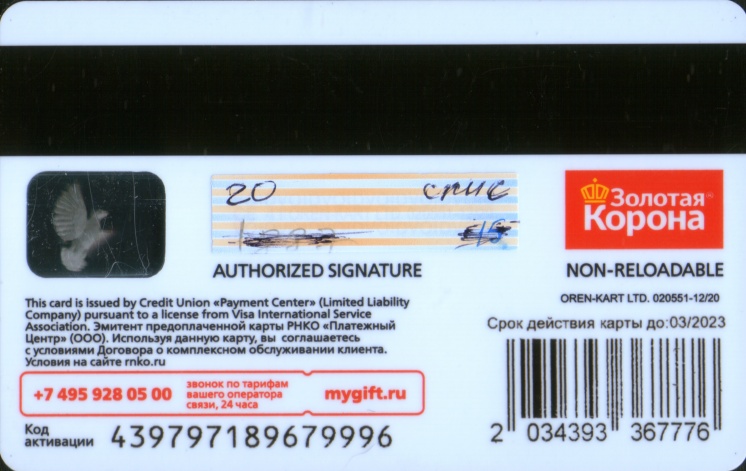 20 спис
15
Золотая®
Корона
AUTHORIZED SIGNATURE
NON-RELOADABLE
This card is issued by Credit Union «Payment Center» (Limited Liability
Company) pursuant to a license from Visa International Service
Association. Эмитент предоплаченной карты РНКО «Платежный
Центр» (ООО). Используя данную карту, вы соглашаетесь
с условиями Договора о комплексном обслуживании клиента.
Условия на сайте rnko.ru
OREN-KART LTD. 020551-12/20
Срок действия карты до:03/2023
+7 495 928 05 00
звонок по тарифам
вашего оператора
связи, 24 часа
mygift.ru
Код
активации
439797189679996
2 034393 367776